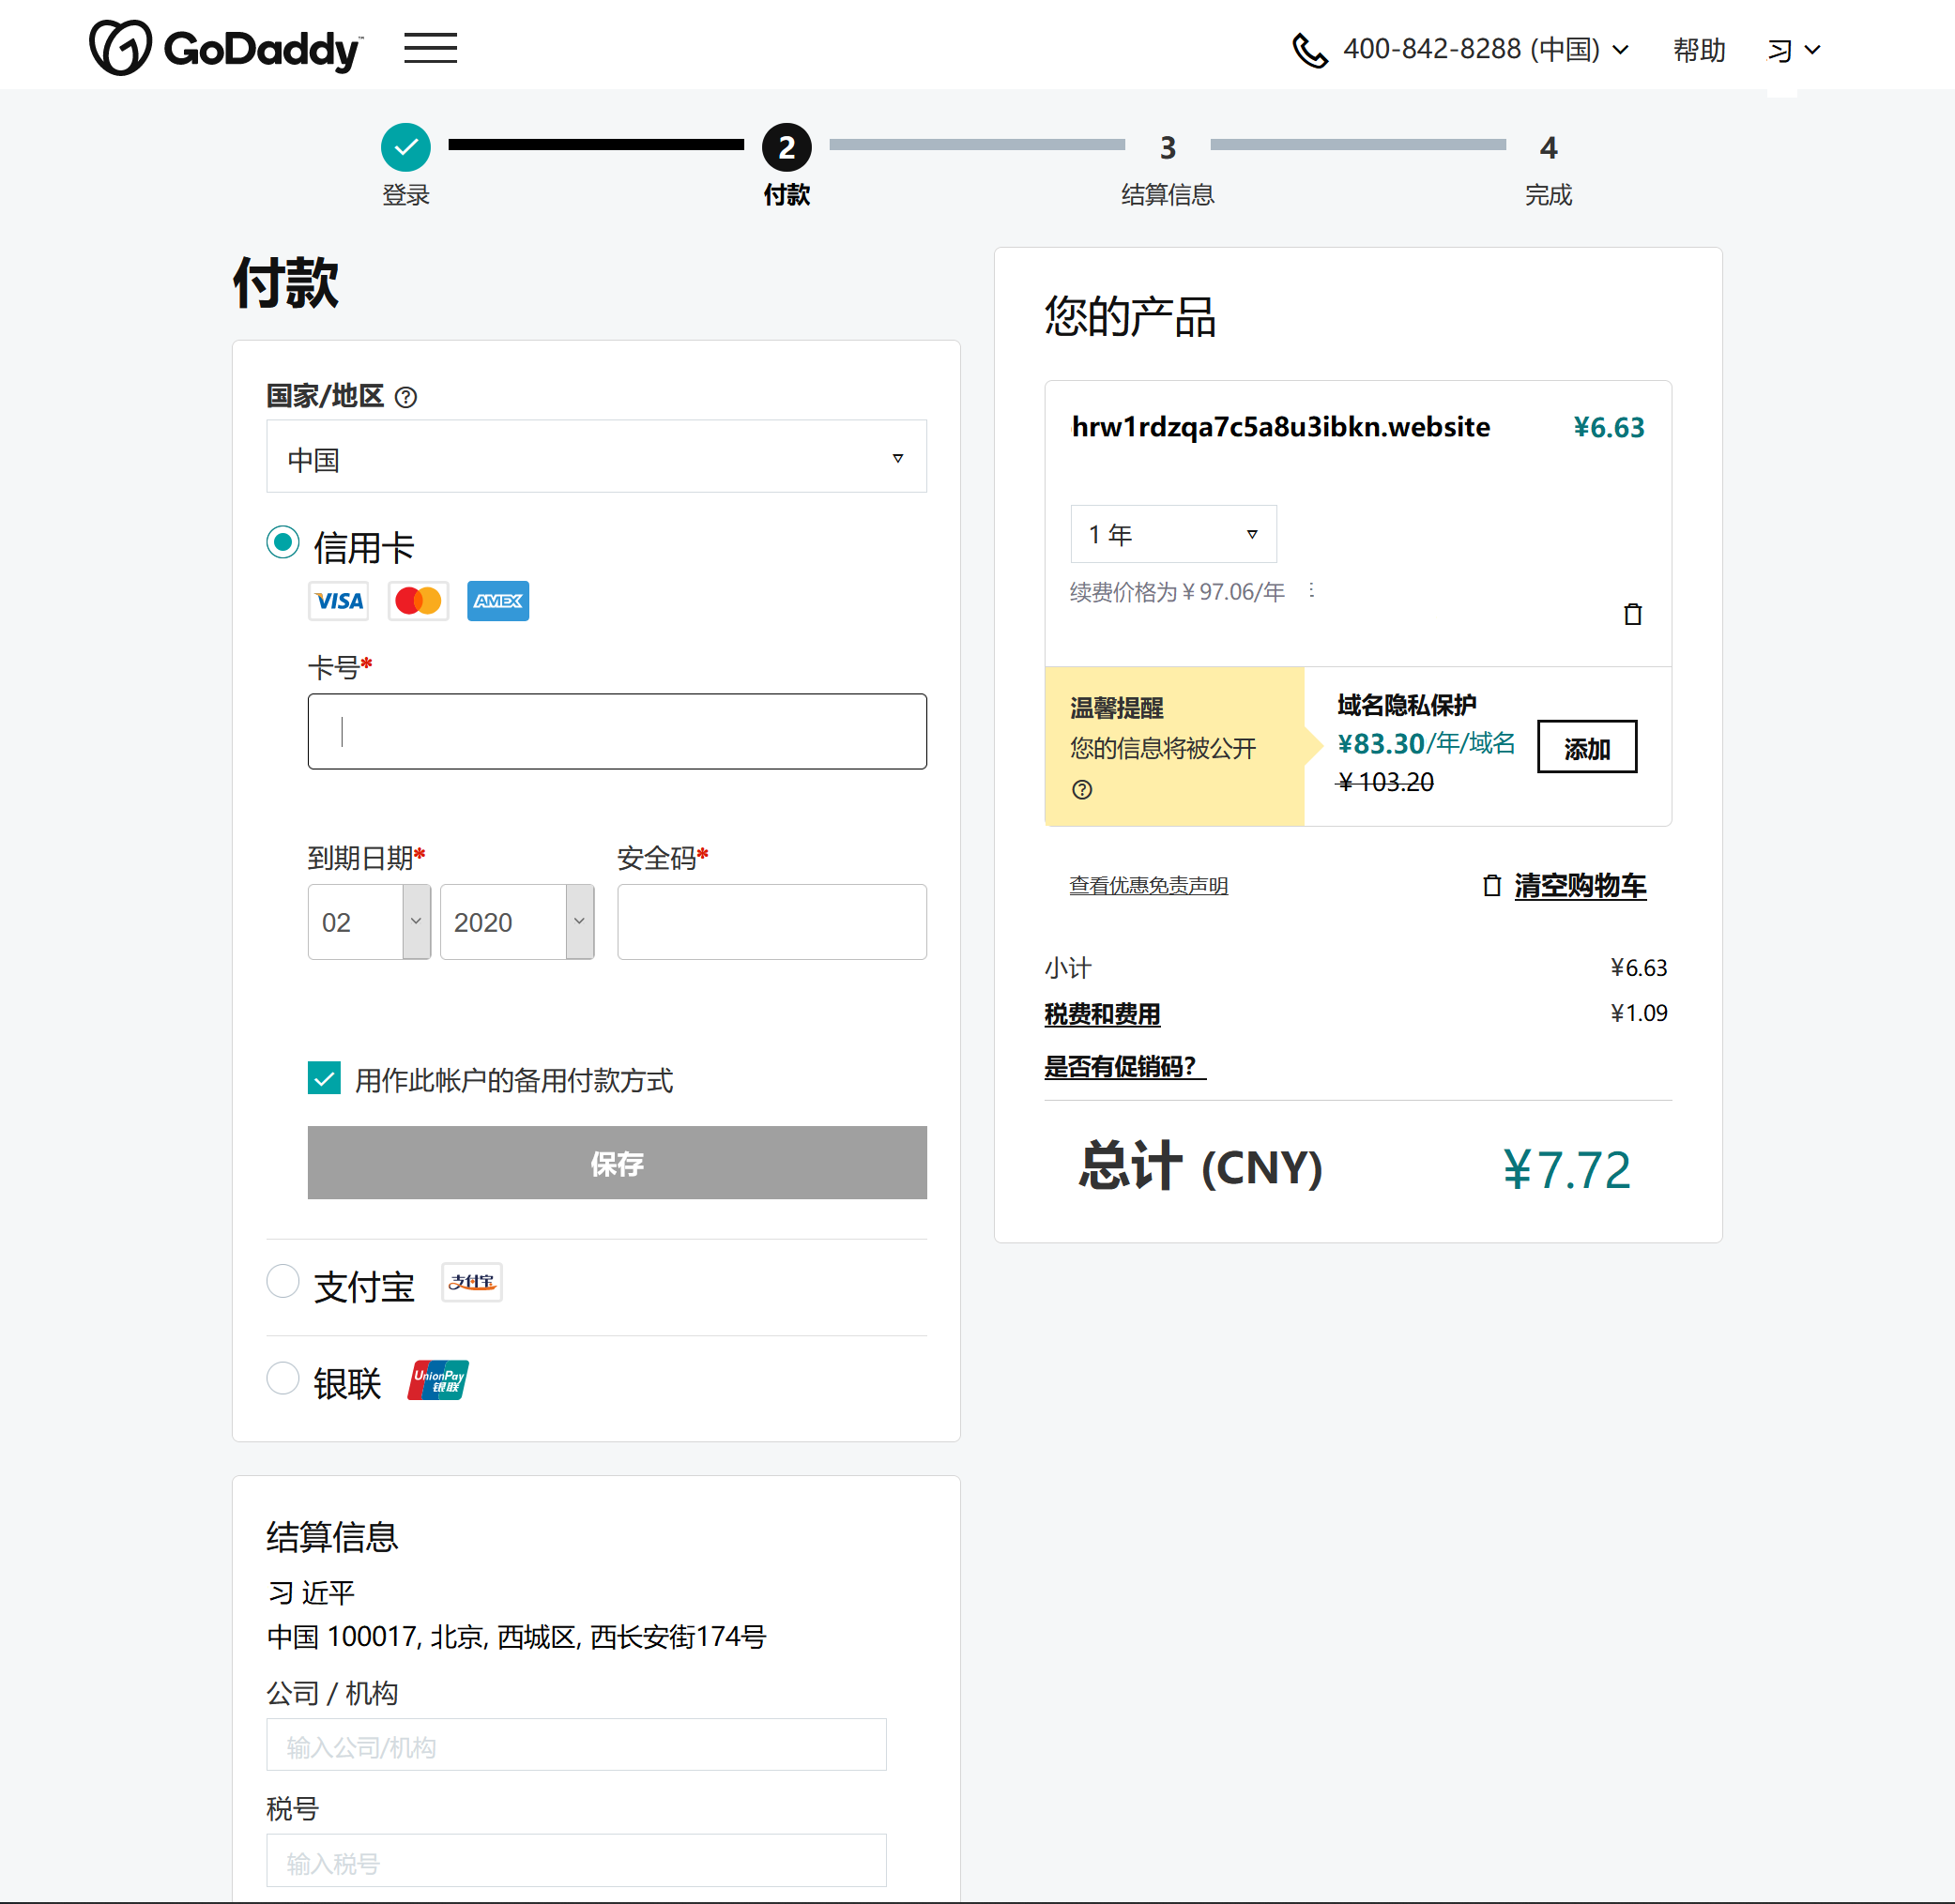 GoDaddy™
400-842-8288 (中国)
帮助
习
2
3
4
登录
付款
结算信息
完成
付款
国家/地区 ?
中国
信用卡
VISA
AMEX
卡号*
到期日期*
安全码*
02
2020
用作此帐户的备用付款方式
保存
支付宝 支付宝
银联 UnionPay
银联
结算信息
习 近平
中国 100017, 北京, 西城区, 西长安街174号
公司 / 机构
输入公司/机构
税号
输入税号
您的产品
hrw1rdzqa7c5a8u3ibkn.website ¥6.63
1 年
续费价格为 ¥ 97.06/年
温馨提醒
您的信息将被公开
?
域名隐私保护
¥83.30/年/域名
¥ 103.20
添加
查看优惠免责声明
清空购物车
小计 ¥6.63
税费和费用 ¥1.09
是否有促销码?
总计 (CNY) ¥7.72